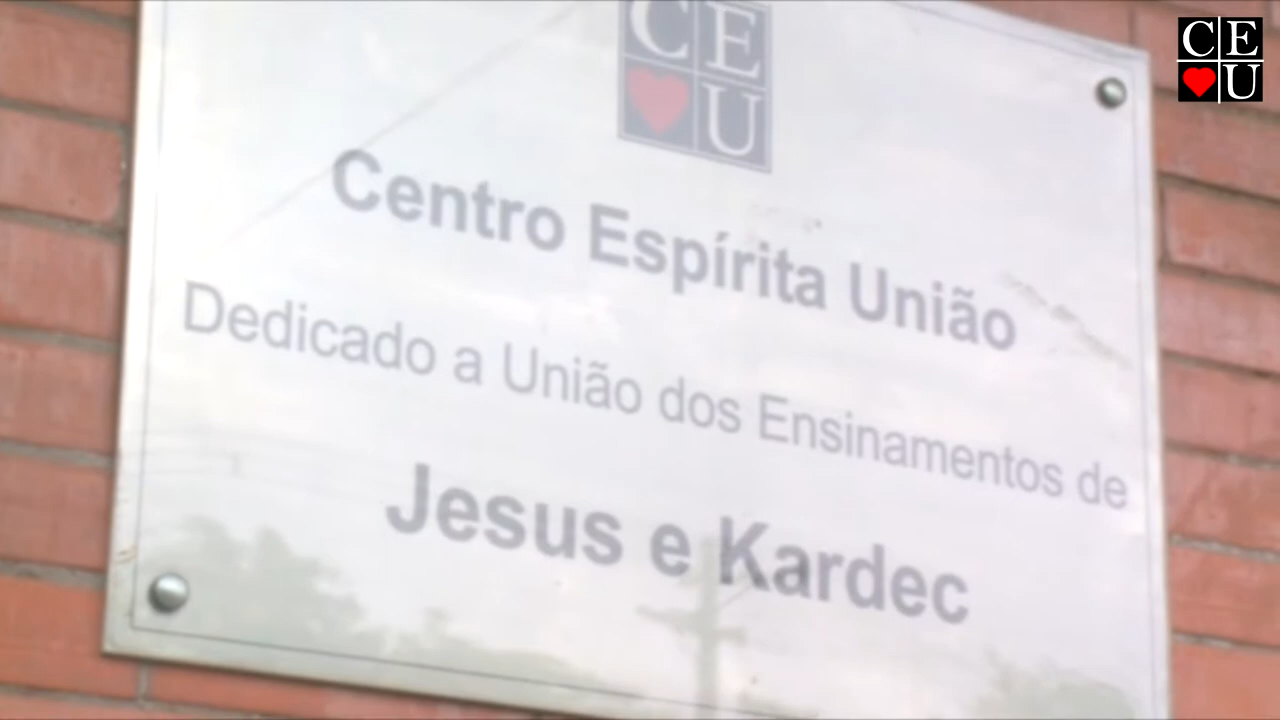 CE
U
Centro Espírita União
Dedicado a União dos Ensinamentos de
Jesus e Kardec
CE
U